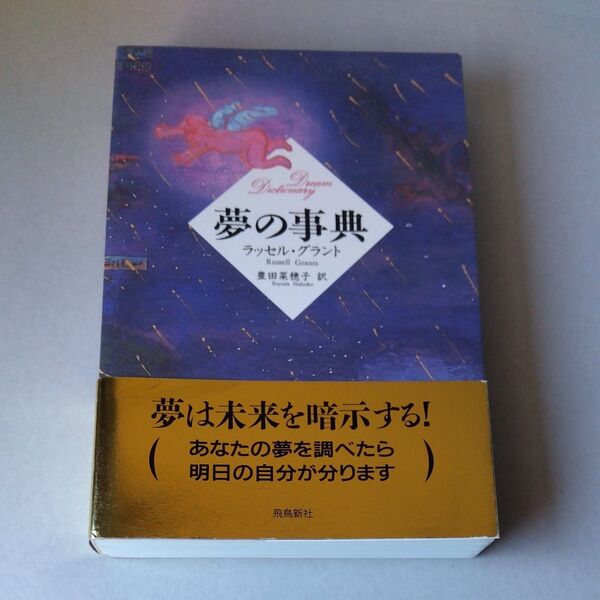 Dream
Dictionary
夢の事典
ラッセル・グラント
Russell Grants
豊田菜穂子 訳
Toyoda Nahoko
夢は未来を暗示する!
(あなたの夢を調べたら
明日の自分が分ります)
飛鳥新社